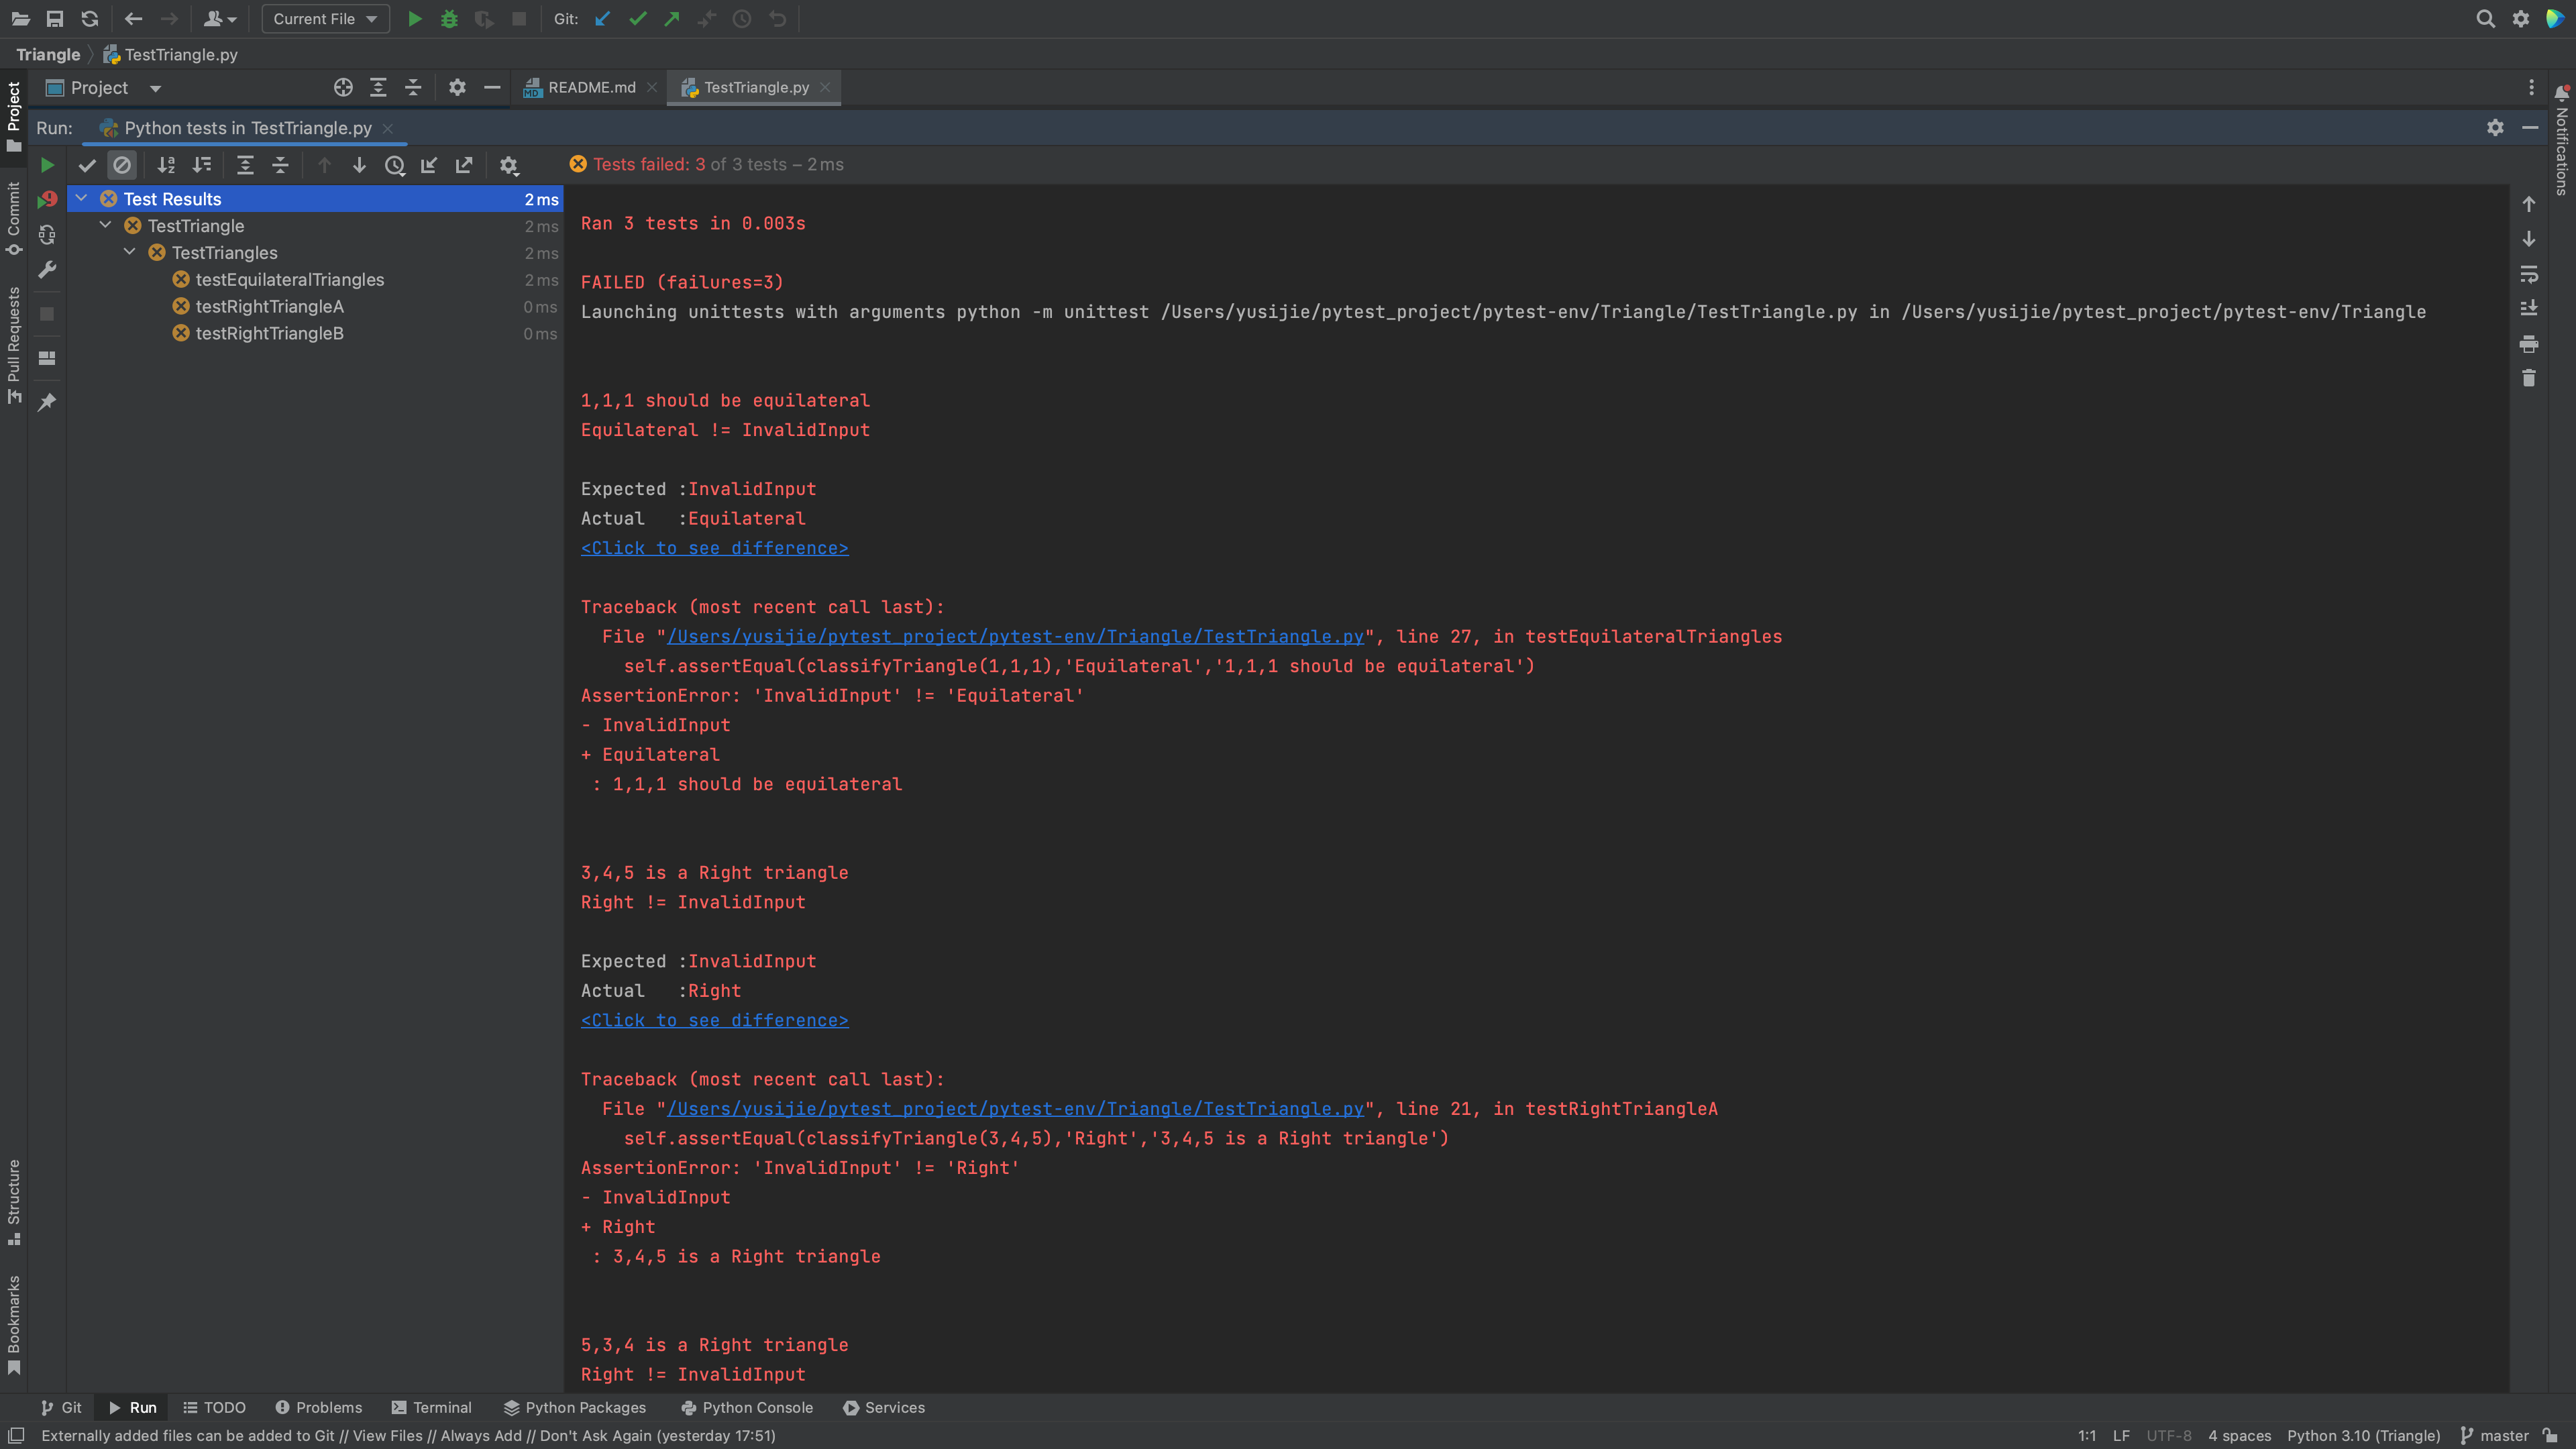 Current File
Git:
Triangle
TestTriangle.py
Project
README.md
TestTriangle.py
Run:
Python tests in TestTriangle.py
Tests failed: 3 of 3 tests – 2 ms
Test Results 2 ms
TestTriangle 2 ms
TestTriangles 2 ms
testEquilateralTriangles 2 ms
testRightTriangleA 0 ms
testRightTriangleB 0 ms
Ran 3 tests in 0.003s
FAILED (failures=3)
Launching unittests with arguments python -m unittest /Users/yusijie/pytest_project/pytest-env/Triangle/TestTriangle.py in /Users/yusijie/pytest_project/pytest-env/Triangle
1,1,1 should be equilateral
Equilateral != InvalidInput
Expected :InvalidInput
Actual   :Equilateral
<Click to see difference>
Traceback (most recent call last):
  File "/Users/yusijie/pytest_project/pytest-env/Triangle/TestTriangle.py", line 27, in testEquilateralTriangles
    self.assertEqual(classifyTriangle(1,1,1),'Equilateral','1,1,1 should be equilateral')
AssertionError: 'InvalidInput' != 'Equilateral'
- InvalidInput
+ Equilateral
 : 1,1,1 should be equilateral
3,4,5 is a Right triangle
Right != InvalidInput
Expected :InvalidInput
Actual   :Right
<Click to see difference>
Traceback (most recent call last):
  File "/Users/yusijie/pytest_project/pytest-env/Triangle/TestTriangle.py", line 21, in testRightTriangleA
    self.assertEqual(classifyTriangle(3,4,5),'Right','3,4,5 is a Right triangle')
AssertionError: 'InvalidInput' != 'Right'
- InvalidInput
+ Right
 : 3,4,5 is a Right triangle
5,3,4 is a Right triangle
Right != InvalidInput
Project
Commit
Pull Requests
Structure
Bookmarks
Notifications
Git
Run
TODO
Problems
Terminal
Python Packages
Python Console
Services
Externally added files can be added to Git // View Files // Always Add // Don't Ask Again (yesterday 17:51)
1:1 LF UTF-8 4 spaces Python 3.10 (Triangle) master